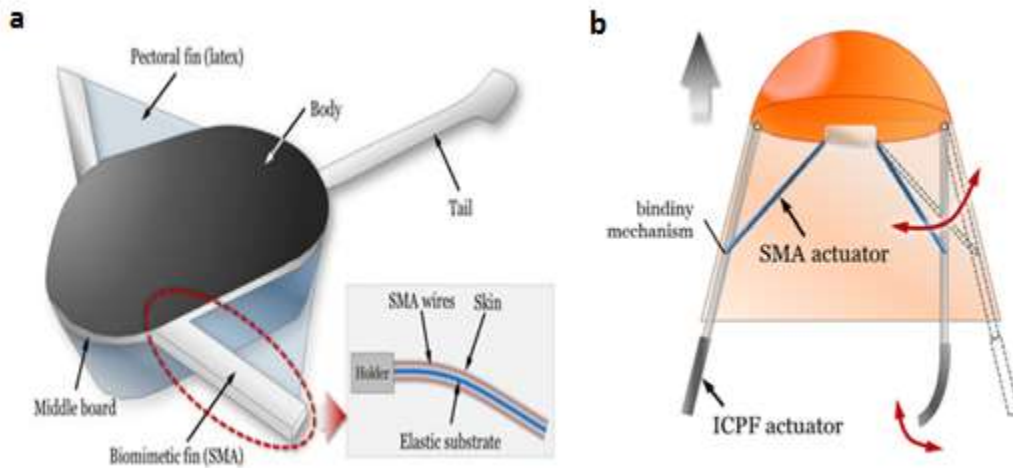 a
Pectoral fin (latex)
Body
Tail
SMA wires
Skin
Holder
Elastic substrate
Middle board
Biomimetic fin (SMA)
b
bindiny
mechanism
SMA actuator
ICPF actuator